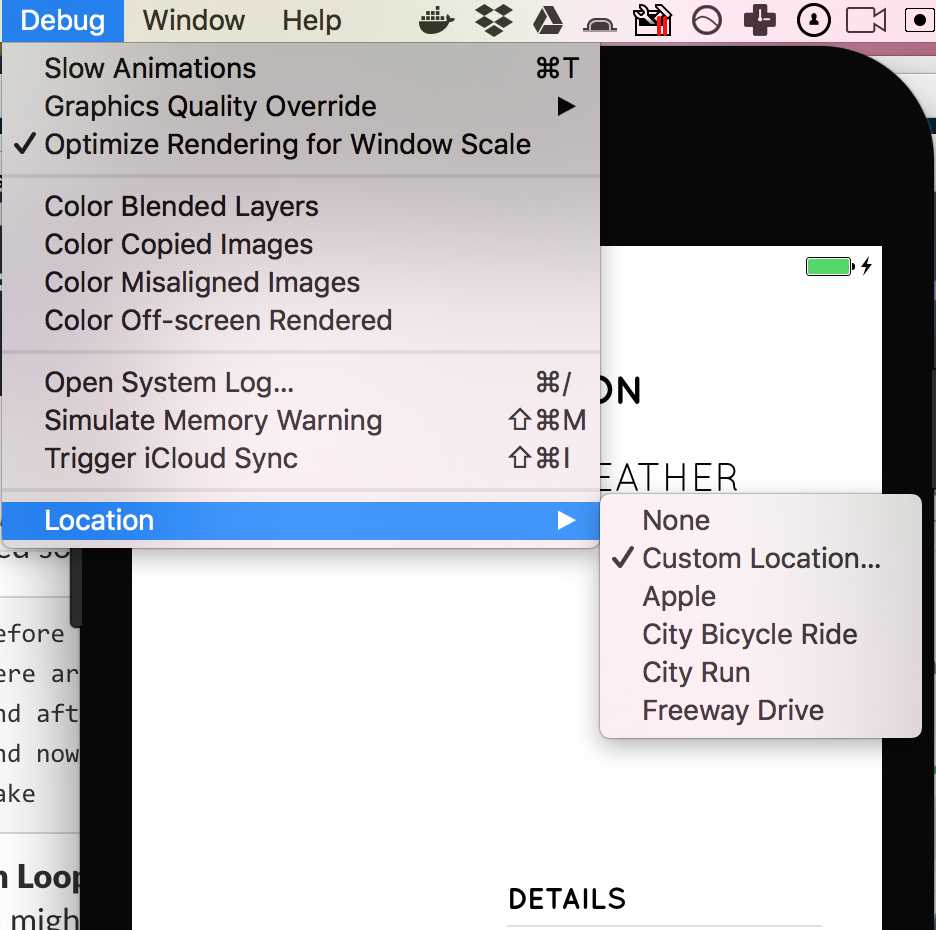 Debug Window Help
Slow Animations ⌘T
Graphics Quality Override ▶
✓ Optimize Rendering for Window Scale
Color Blended Layers
Color Copied Images
Color Misaligned Images
Color Off-screen Rendered
Open System Log... ⌘/
ON
Simulate Memory Warning ⇧⌘M
Trigger iCloud Sync ⇧⌘I
EATHER
Location ▶
None
✓ Custom Location...
Apple
City Bicycle Ride
City Run
Freeway Drive
ed so
efore
ere ar
nd aft
nd now
ake
n Loop
migh
DETAILS